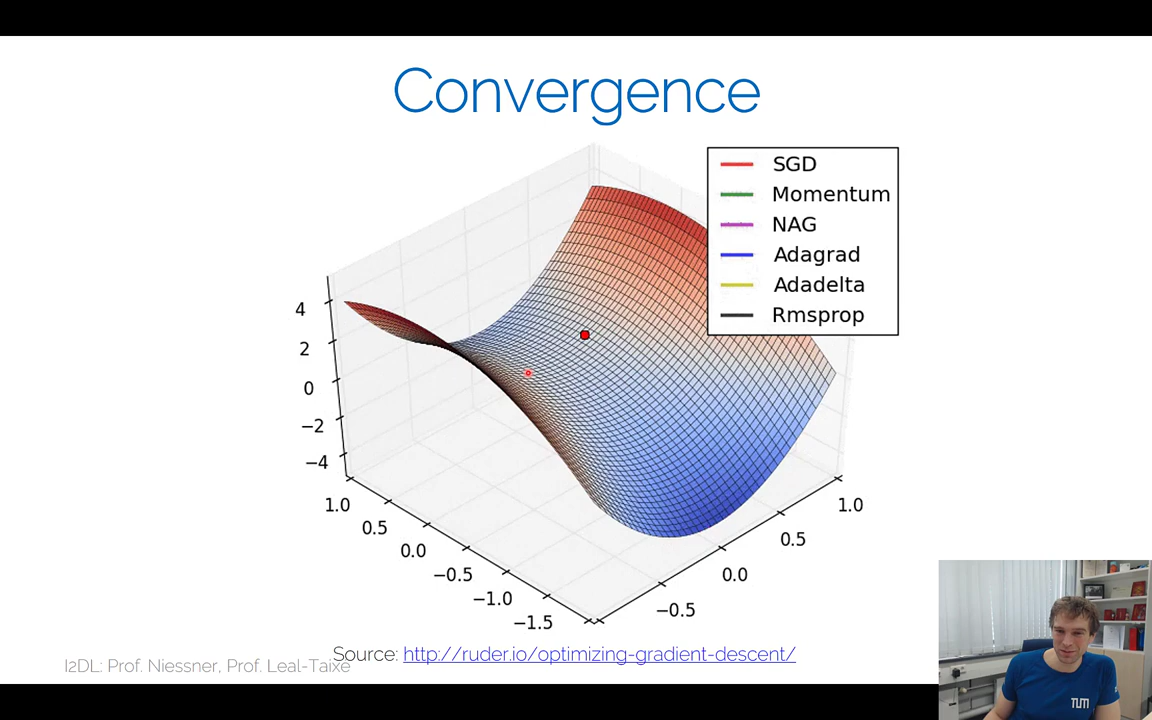 Convergence
SGD
Momentum
NAG
Adagrad
Adadelta
Rmsprop
4
2
0
−2
−4
1.0
0.5
0.0
−0.5
−1.0
−1.5
−0.5
0.0
0.5
1.0
Source: http://ruder.io/optimizing-gradient-descent/
I2DL: Prof. Niessner, Prof. Leal-Taixé
TUM